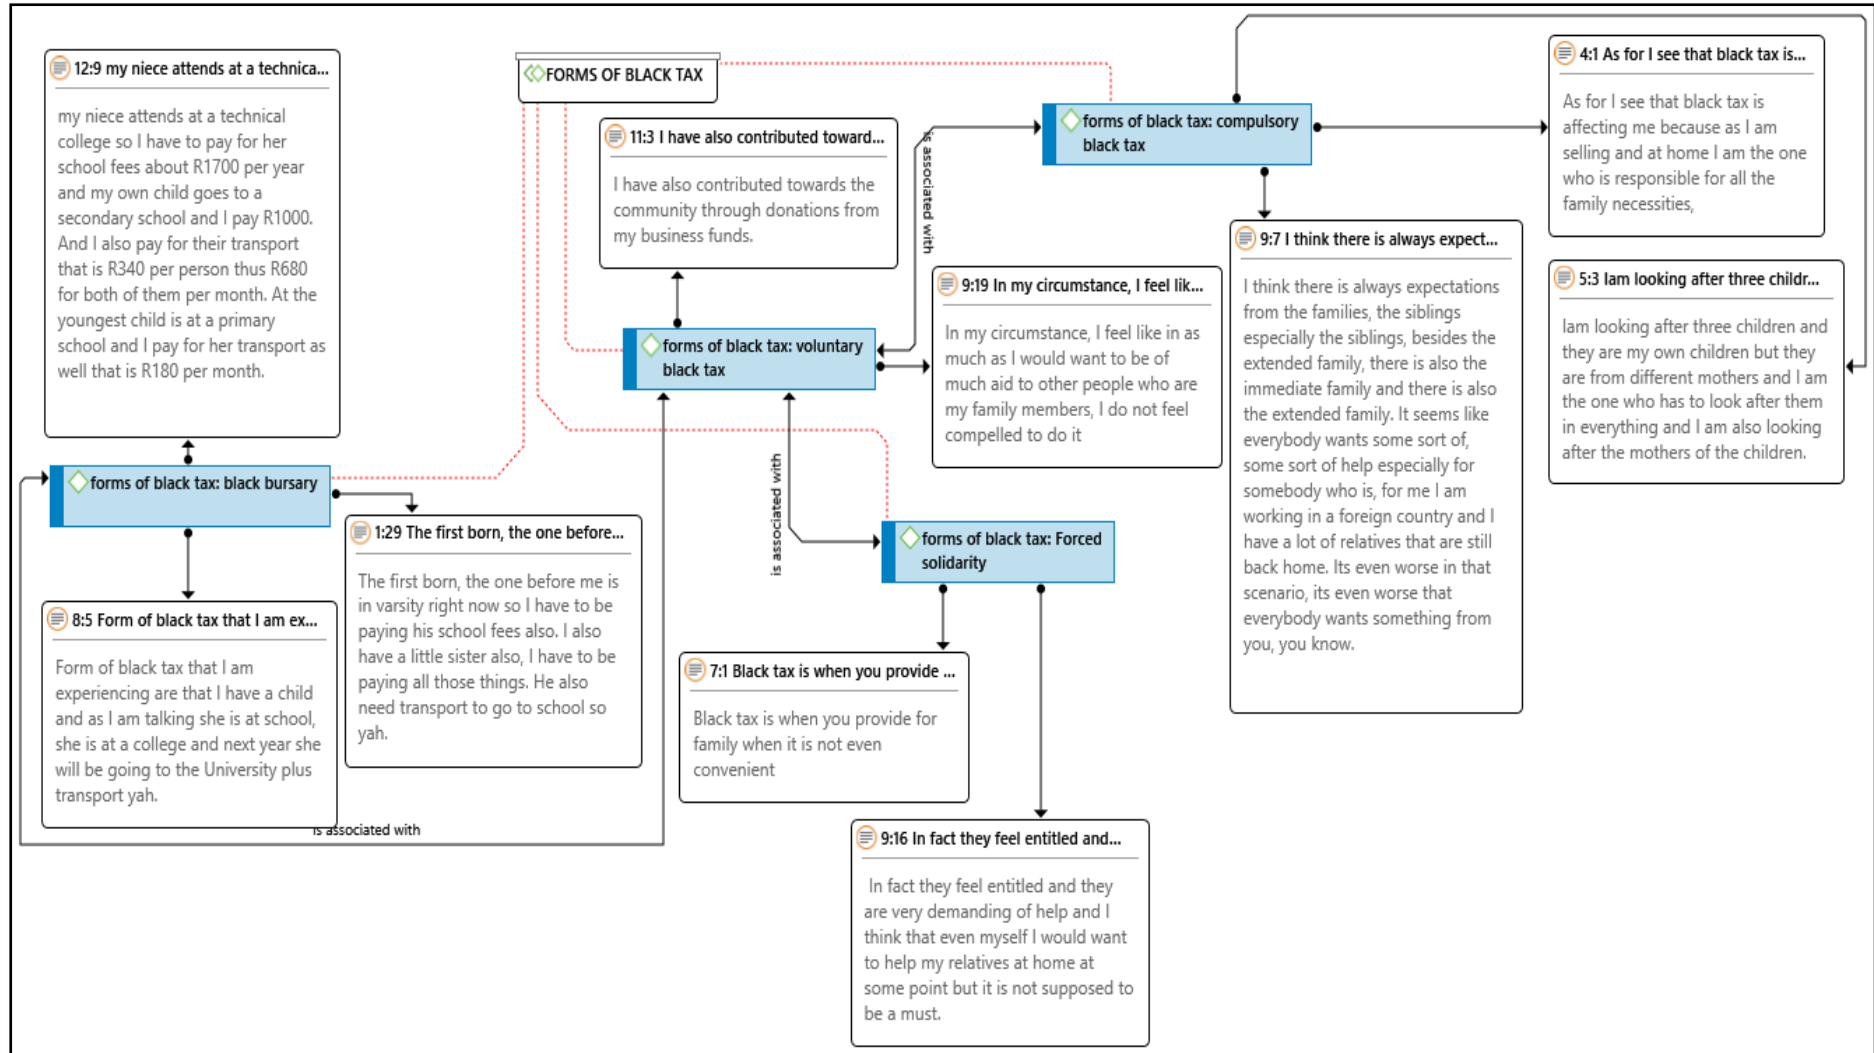 12:9 my niece attends at a technica...
my niece attends at a technical
college so I have to pay for her
school fees about R1700 per year
and my own child goes to a
secondary school and I pay R1000.
And I also pay for their transport
that is R340 per person thus R680
for both of them per month. At the
youngest child is at a primary
school and I pay for her transport as
well that is R180 per month.
FORMS OF BLACK TAX
11:3 I have also contributed toward...
I have also contributed towards the
community through donations from
my business funds.
forms of black tax: compulsory
black tax
4:1 As for I see that black tax is...
As for I see that black tax is
affecting me because as I am
selling and at home I am the one
who is responsible for all the
family necessities,
is associated with
9:7 I think there is always expect...
I think there is always expectations
from the families, the siblings
especially the siblings, besides the
extended family, there is also the
immediate family and there is also
the extended family. It seems like
everybody wants some sort of,
some sort of help especially for
somebody who is, for me I am
working in a foreign country and I
have a lot of relatives that are still
back home. Its even worse in that
scenario, its even worse that
everybody wants something from
you, you know.
5:3 Iam looking after three childr...
Iam looking after three children and
they are my own children but they
are from different mothers and I am
the one who has to look after them
in everything and I am also looking
after the mothers of the children.
9:19 In my circumstance, I feel lik...
In my circumstance, I feel like in as
much as I would want to be of
much aid to other people who are
my family members, I do not feel
compelled to do it
forms of black tax: voluntary
black tax
is associated with
forms of black tax: black bursary
1:29 The first born, the one before...
The first born, the one before me is
in varsity right now so I have to be
paying his school fees also. I also
have a little sister also, I have to be
paying all those things. He also
need transport to go to school so
yah.
forms of black tax: Forced
solidarity
8:5 Form of black tax that I am ex...
Form of black tax that I am
experiencing are that I have a child
and as I am talking she is at school,
she is at a college and next year she
will be going to the University plus
transport yah.
is associated with
7:1 Black tax is when you provide ...
Black tax is when you provide for
family when it is not even
convenient
9:16 In fact they feel entitled and...
In fact they feel entitled and they
are very demanding of help and I
think that even myself I would want
to help my relatives at home at
some point but it is not supposed to
be a must.